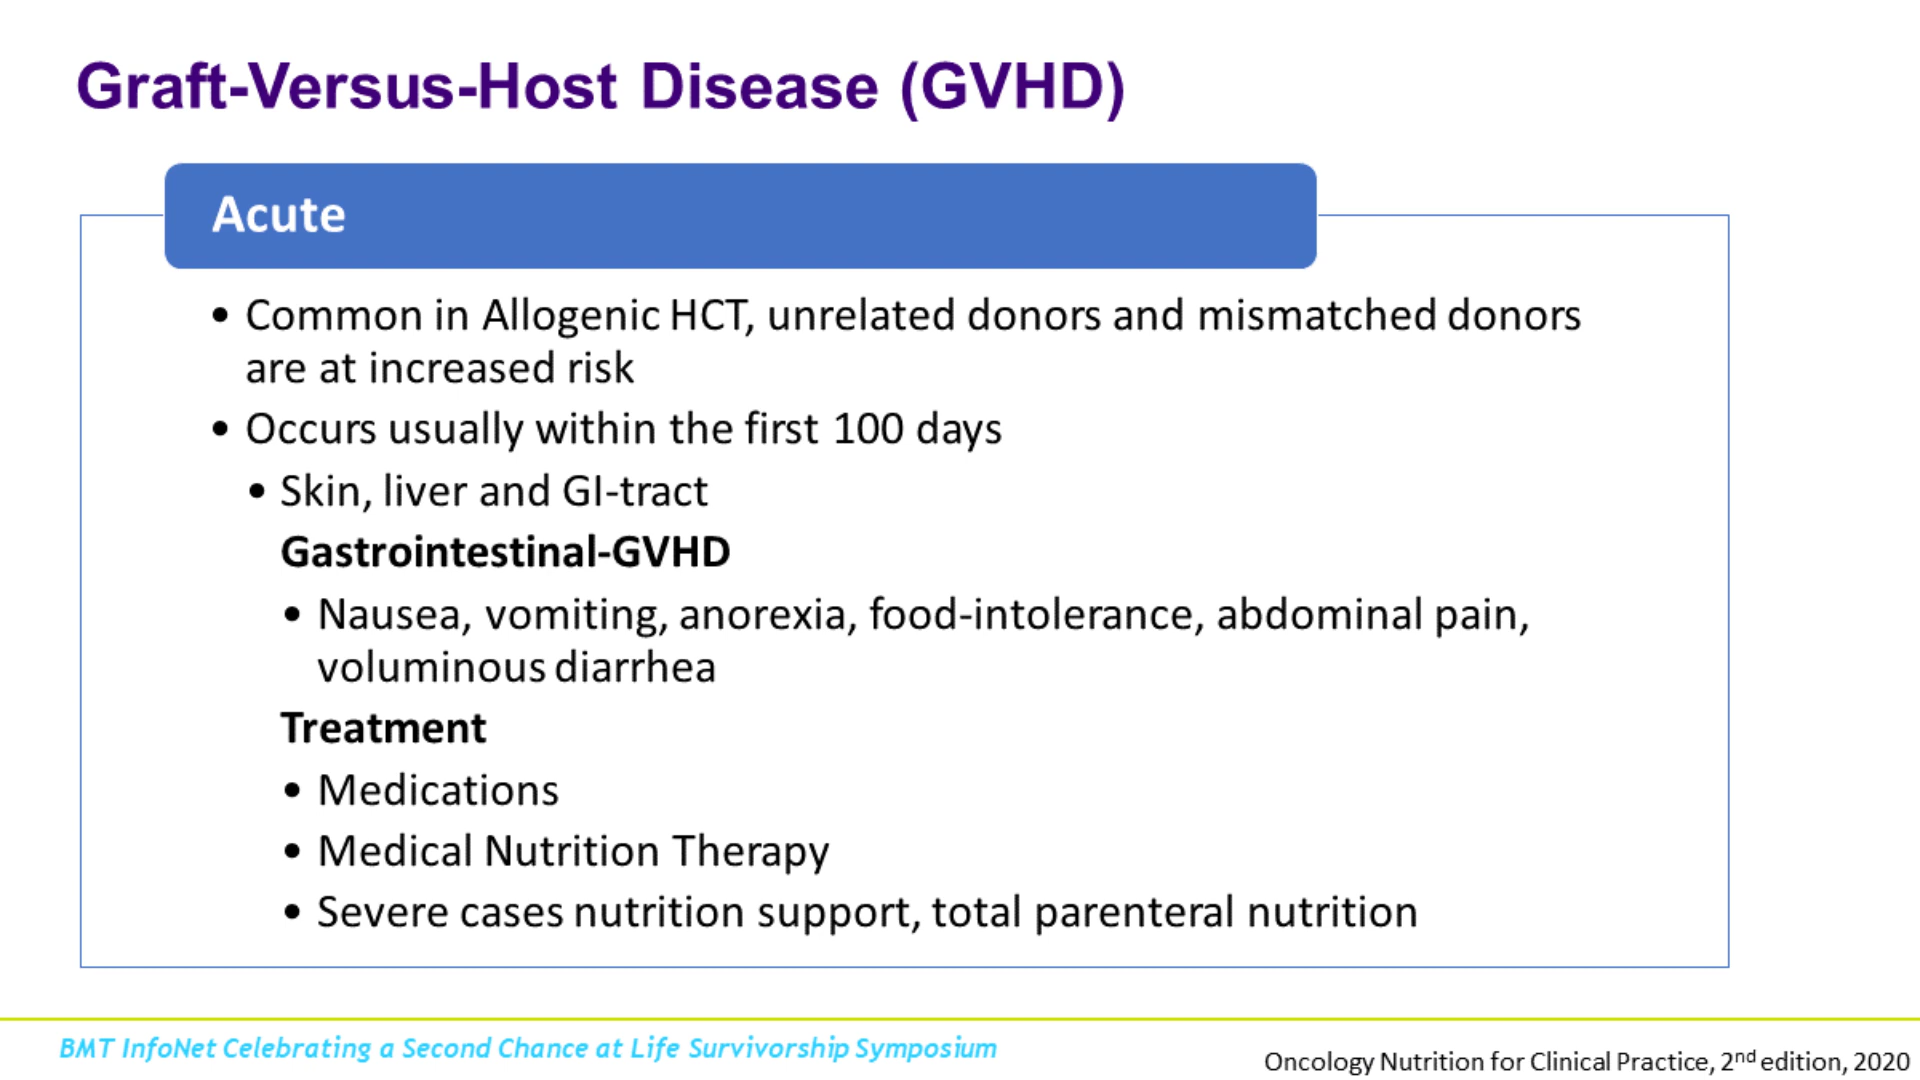 Graft-Versus-Host Disease (GVHD)
Acute
• Common in Allogenic HCT, unrelated donors and mismatched donors
are at increased risk
• Occurs usually within the first 100 days
• Skin, liver and GI-tract
Gastrointestinal-GVHD
• Nausea, vomiting, anorexia, food-intolerance, abdominal pain,
voluminous diarrhea
Treatment
• Medications
• Medical Nutrition Therapy
• Severe cases nutrition support, total parenteral nutrition
BMT InfoNet Celebrating a Second Chance at Life Survivorship Symposium
Oncology Nutrition for Clinical Practice, 2nd edition, 2020